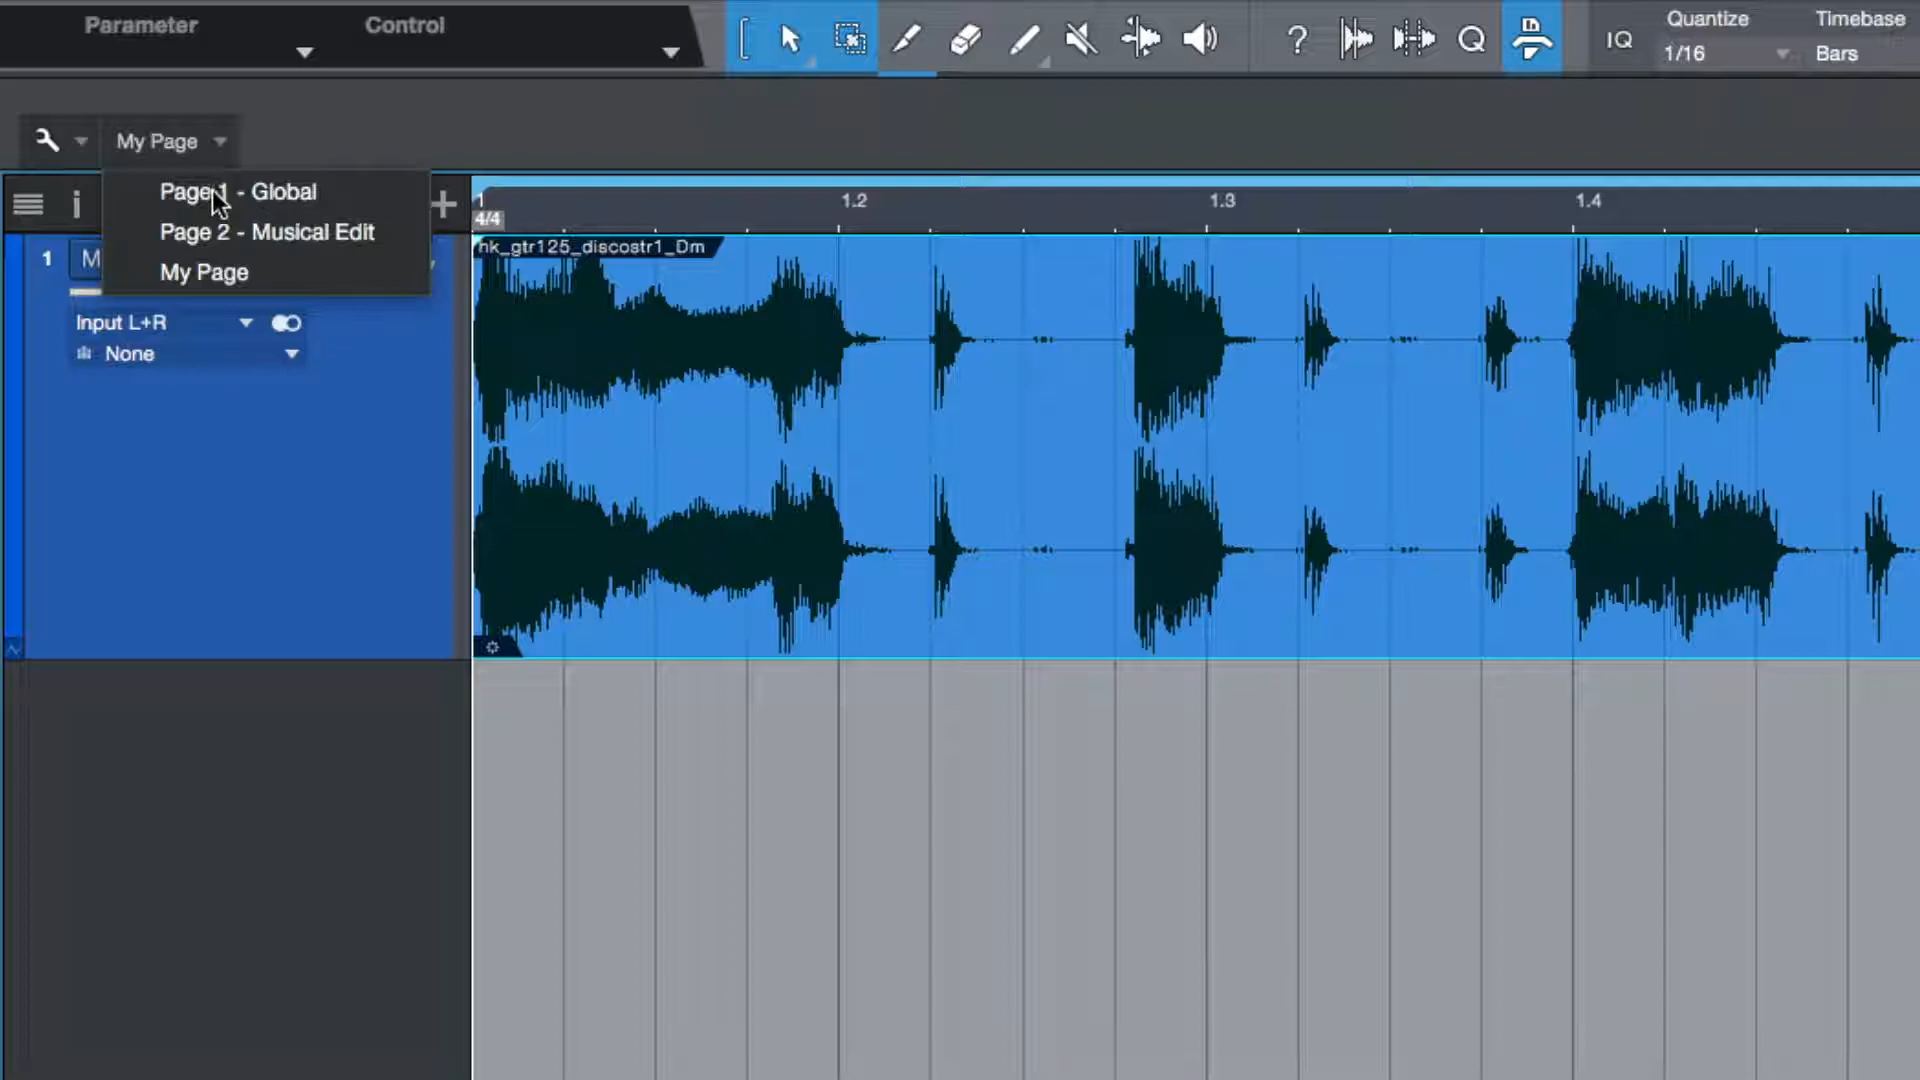 Parameter
Control
?
Q
IQ
Quantize
Timebase
1/16
Bars
My Page
Page 1 - Global
Page 2 - Musical Edit
My Page
i
+
1
1.2
1.3
1.4
4/4
1
M
nk_gtr125_discostr1_Dm
Input L+R
None